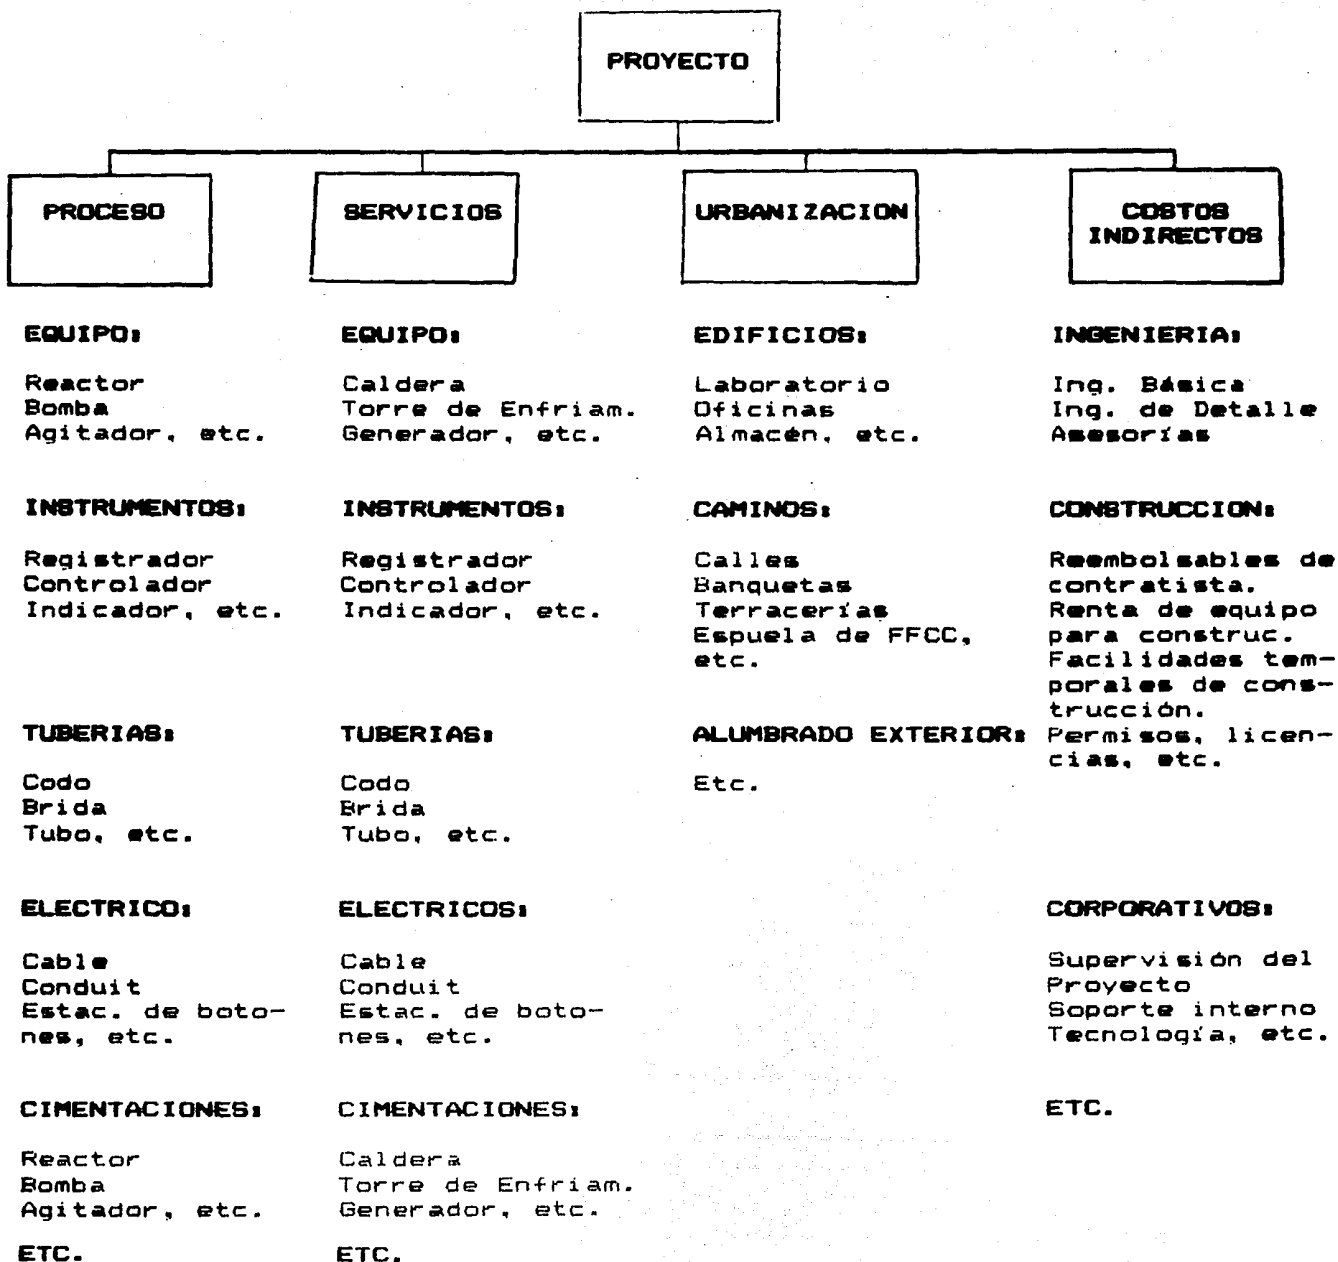 PROYECTO
PROCESO
SERVICIOS
URBANIZACION
COSTOS
INDIRECTOS
EQUIPO:
Reactor
Bomba
Agitador, etc.
INSTRUMENTOS:
Registrador
Controlador
Indicador, etc.
TUBERIAS:
Codo
Brida
Tubo, etc.
ELECTRICO:
Cable
Conduit
Estac. de boto-
nes, etc.
CIMENTACIONES:
Reactor
Bomba
Agitador, etc.
ETC.
EQUIPO:
Caldera
Torre de Enfriam.
Generador, etc.
INSTRUMENTOS:
Registrador
Controlador
Indicador, etc.
TUBERIAS:
Codo
Brida
Tubo, etc.
ELECTRICOS:
Cable
Conduit
Estac. de boto-
nes, etc.
CIMENTACIONES:
Caldera
Torre de Enfriam.
Generador, etc.
ETC.
EDIFICIOS:
Laboratorio
Oficinas
Almacén, etc.
CAMINOS:
Calles
Banquetas
Terracerías
Espuela de FFCC,
etc.
ALUMBRADO EXTERIOR:
Etc.
INGENIERIA:
Ing. Básica
Ing. de Detalle
Asesorías
CONSTRUCCION:
Reembolsables de
contratista.
Renta de equipo
para construc.
Facilidades tem-
porales de cons-
trucción.
Permisos, licen-
cias, etc.
CORPORATIVOS:
Supervisión del
Proyecto
Soporte interno
Tecnología, etc.
ETC.